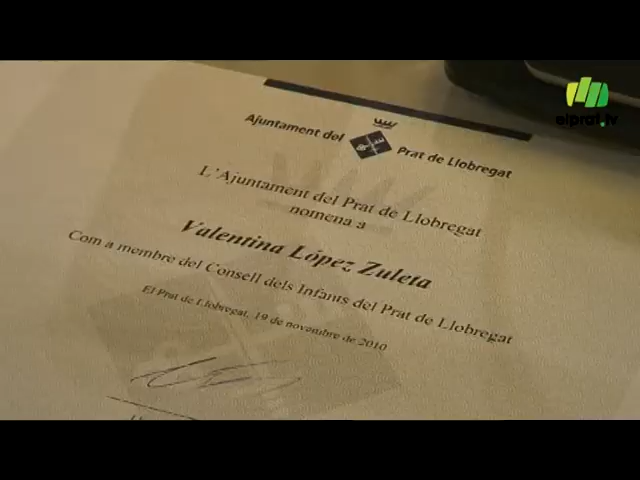 elprat.tv
Ajuntament del Prat de Llobregat
L'Ajuntament del Prat de Llobregat
nomena a
Valentina López Zuleta
Com a membre del Consell dels Infants del Prat de Llobregat
El Prat de Llobregat, 19 de novembre de 2010